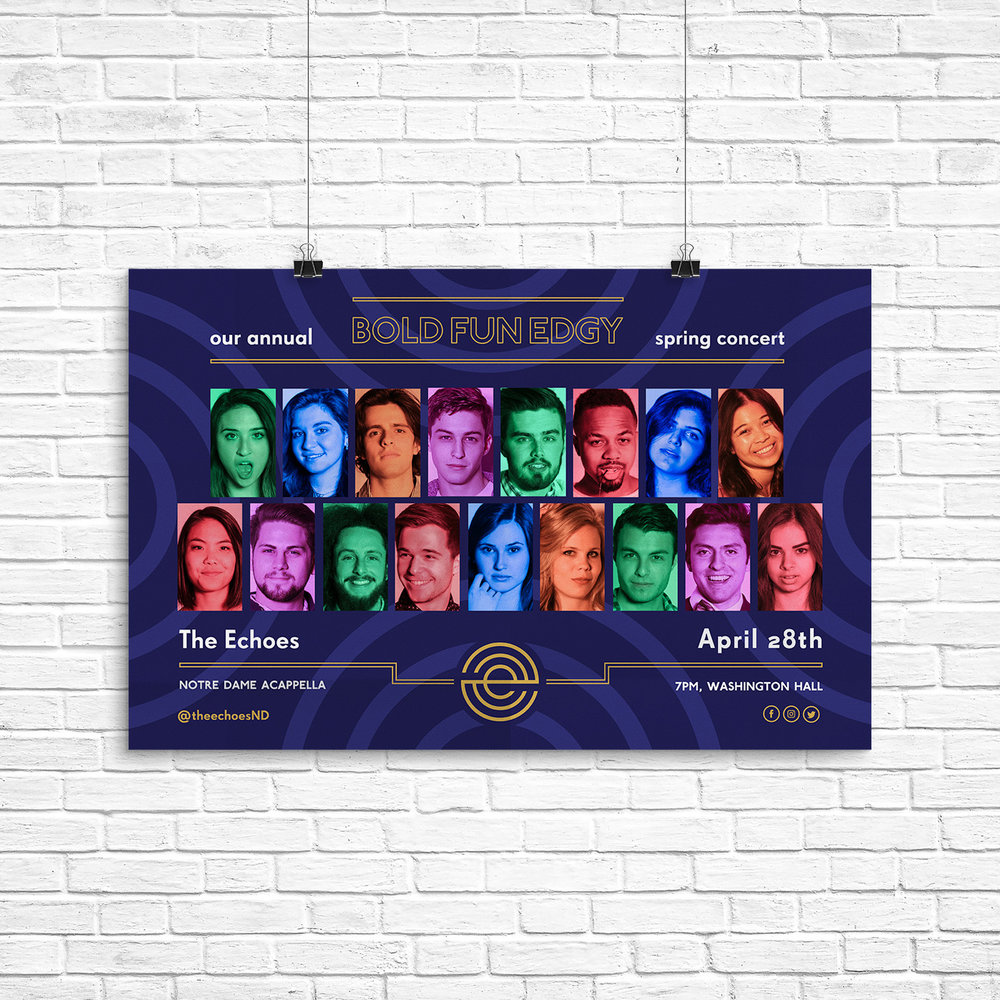 our annual
BOLD FUN EDGY
spring concert
The Echoes
April 28th
NOTRE DAME ACAPPELLA
7PM, WASHINGTON HALL
@theechoesND